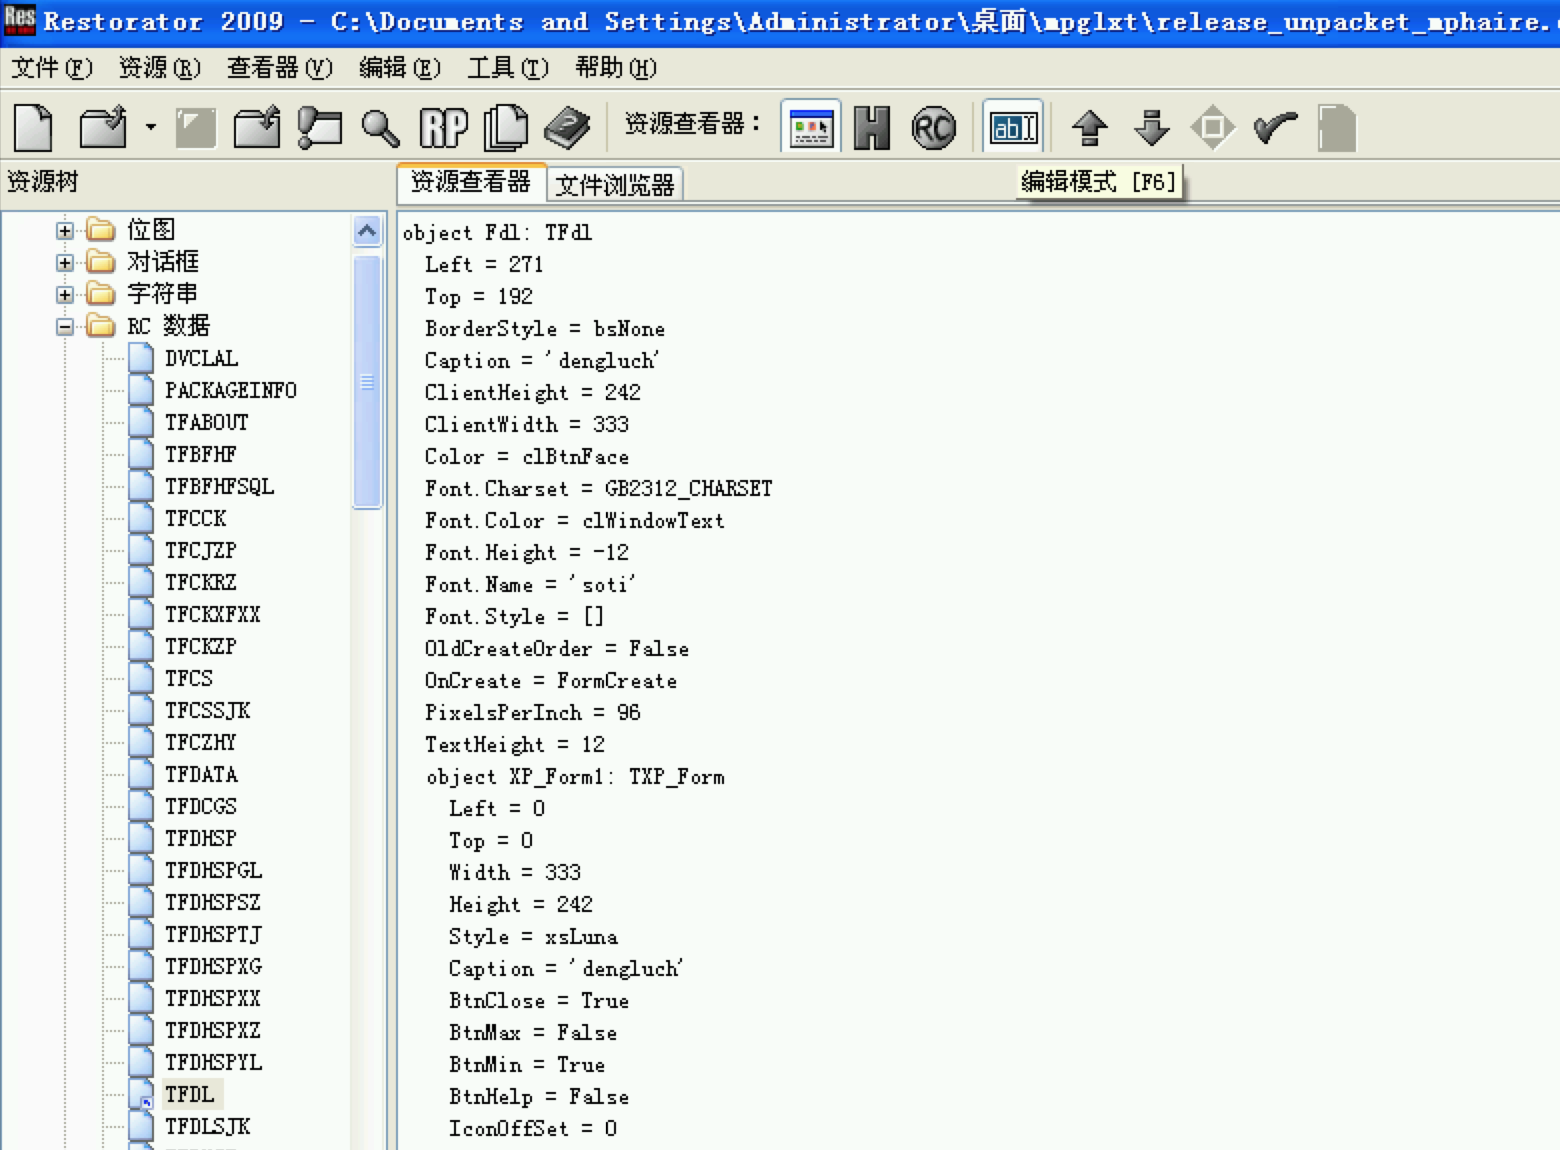 Restorator 2009 - C:\Documents and Settings\Administrator\桌面\mpglxt\release_unpacket_mphaire.
文件(F) 资源(R) 查看器(V) 编辑(E) 工具(T) 帮助(H)
RP 资源查看器： H RC ab
资源树 资源查看器 文件浏览器 编辑模式 [F6]
位图
对话框
字符串
RC 数据
DVCLAL
PACKAGEINFO
TFABOUT
TFBFHF
TFBFHFSQL
TFCCK
TFCJZP
TFCKRZ
TFCKXFXX
TFCKZP
TFCS
TFCSSJK
TFCZHY
TFDATA
TFDCGS
TFDHSP
TFDHSPGL
TFDHSPSZ
TFDHSPTJ
TFDHSPXG
TFDHSPXX
TFDHSPXZ
TFDHSPYL
TFDL
TFDLSJK
object Fdl: TFdl
Left = 271
Top = 192
BorderStyle = bsNone
Caption = 'dengluch'
ClientHeight = 242
ClientWidth = 333
Color = clBtnFace
Font.Charset = GB2312_CHARSET
Font.Color = clWindowText
Font.Height = -12
Font.Name = 'soti'
Font.Style = []
OldCreateOrder = False
OnCreate = FormCreate
PixelsPerInch = 96
TextHeight = 12
object XP_Form1: TXP_Form
Left = 0
Top = 0
Width = 333
Height = 242
Style = xsLuna
Caption = 'dengluch'
BtnClose = True
BtnMax = False
BtnMin = True
BtnHelp = False
IconOffSet = 0